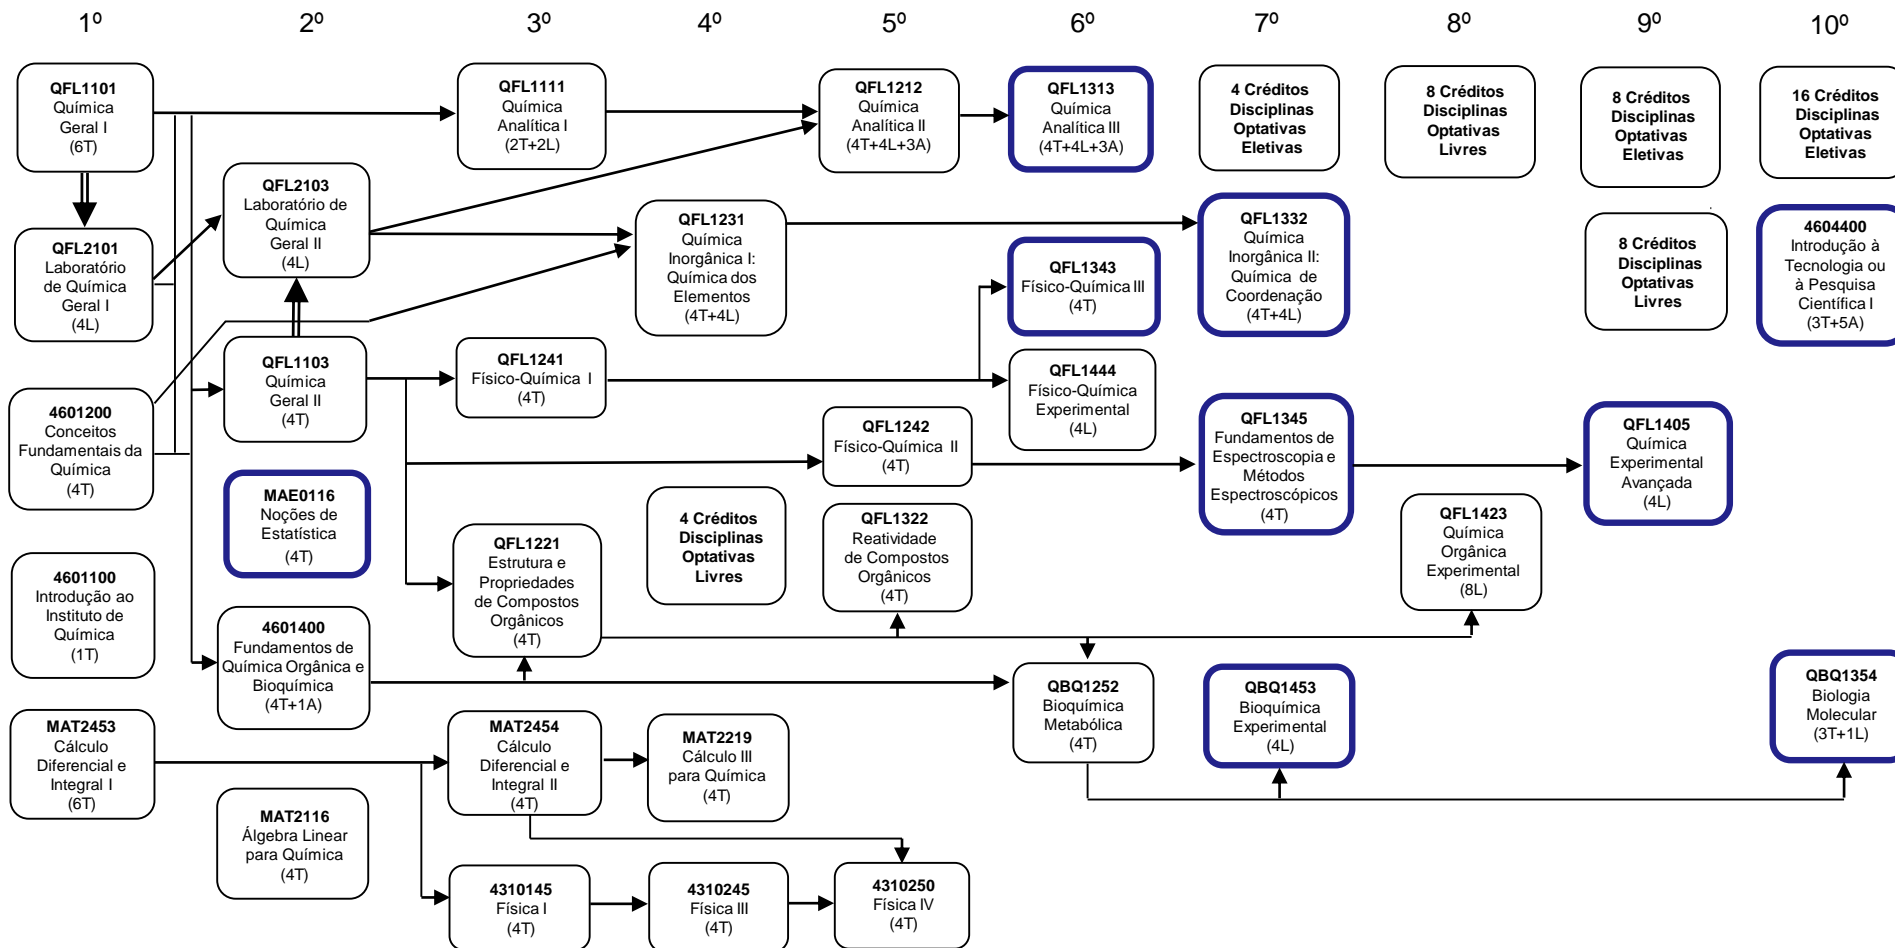 1º 2º 3º 4º 5º 6º 7º 8º 9º 10º
QFL1101
Química
Geral I
(6T)
QFL2101
Laboratório
de Química
Geral I
(4L)
4601200
Conceitos
Fundamentais da
Química
(4T)
4601100
Introdução ao
Instituto de
Química
(1T)
MAT2453
Cálculo
Diferencial e
Integral I
(6T)
QFL2103
Laboratório de
Química
Geral II
(4L)
QFL1103
Química
Geral II
(4T)
MAE0116
Noções de
Estatística
(4T)
4601400
Fundamentos de
Química Orgânica e
Bioquímica
(4T+1A)
MAT2116
Álgebra Linear
para Química
(4T)
QFL1111
Química
Analítica I
(2T+2L)
QFL1241
Físico-Química I
(4T)
QFL1221
Estrutura e
Propriedades
de Compostos
Orgânicos
(4T)
MAT2454
Cálculo
Diferencial e
Integral II
(4T)
4310145
Física I
(4T)
QFL1231
Química
Inorgânica I:
Química dos
Elementos
(4T+4L)
4 Créditos
Disciplinas
Optativas
Livres
MAT2219
Cálculo III
para Química
(4T)
4310245
Física III
(4T)
QFL1212
Química
Analítica II
(4T+4L+3A)
QFL1242
Físico-Química II
(4T)
QFL1322
Reatividade
de Compostos
Orgânicos
(4T)
4310250
Física IV
(4T)
QFL1313
Química
Analítica III
(4T+4L+3A)
QFL1343
Físico-Química III
(4T)
QFL1444
Físico-Química
Experimental
(4L)
QBQ1252
Bioquímica
Metabólica
(4T)
4 Créditos
Disciplinas
Optativas
Eletivas
QFL1332
Química
Inorgânica II:
Química de
Coordenação
(4T+4L)
QFL1345
Fundamentos de
Espectroscopia e
Métodos
Espectroscópicos
(4T)
QBQ1453
Bioquímica
Experimental
(4L)
8 Créditos
Disciplinas
Optativas
Livres
QFL1423
Química
Orgânica
Experimental
(8L)
8 Créditos
Disciplinas
Optativas
Eletivas
8 Créditos
Disciplinas
Optativas
Livres
QFL1405
Química
Experimental
Avançada
(4L)
16 Créditos
Disciplinas
Optativas
Eletivas
4604400
Introdução à
Tecnologia ou
à Pesquisa
Científica I
(3T+5A)
QBQ1354
Biologia
Molecular
(3T+1L)